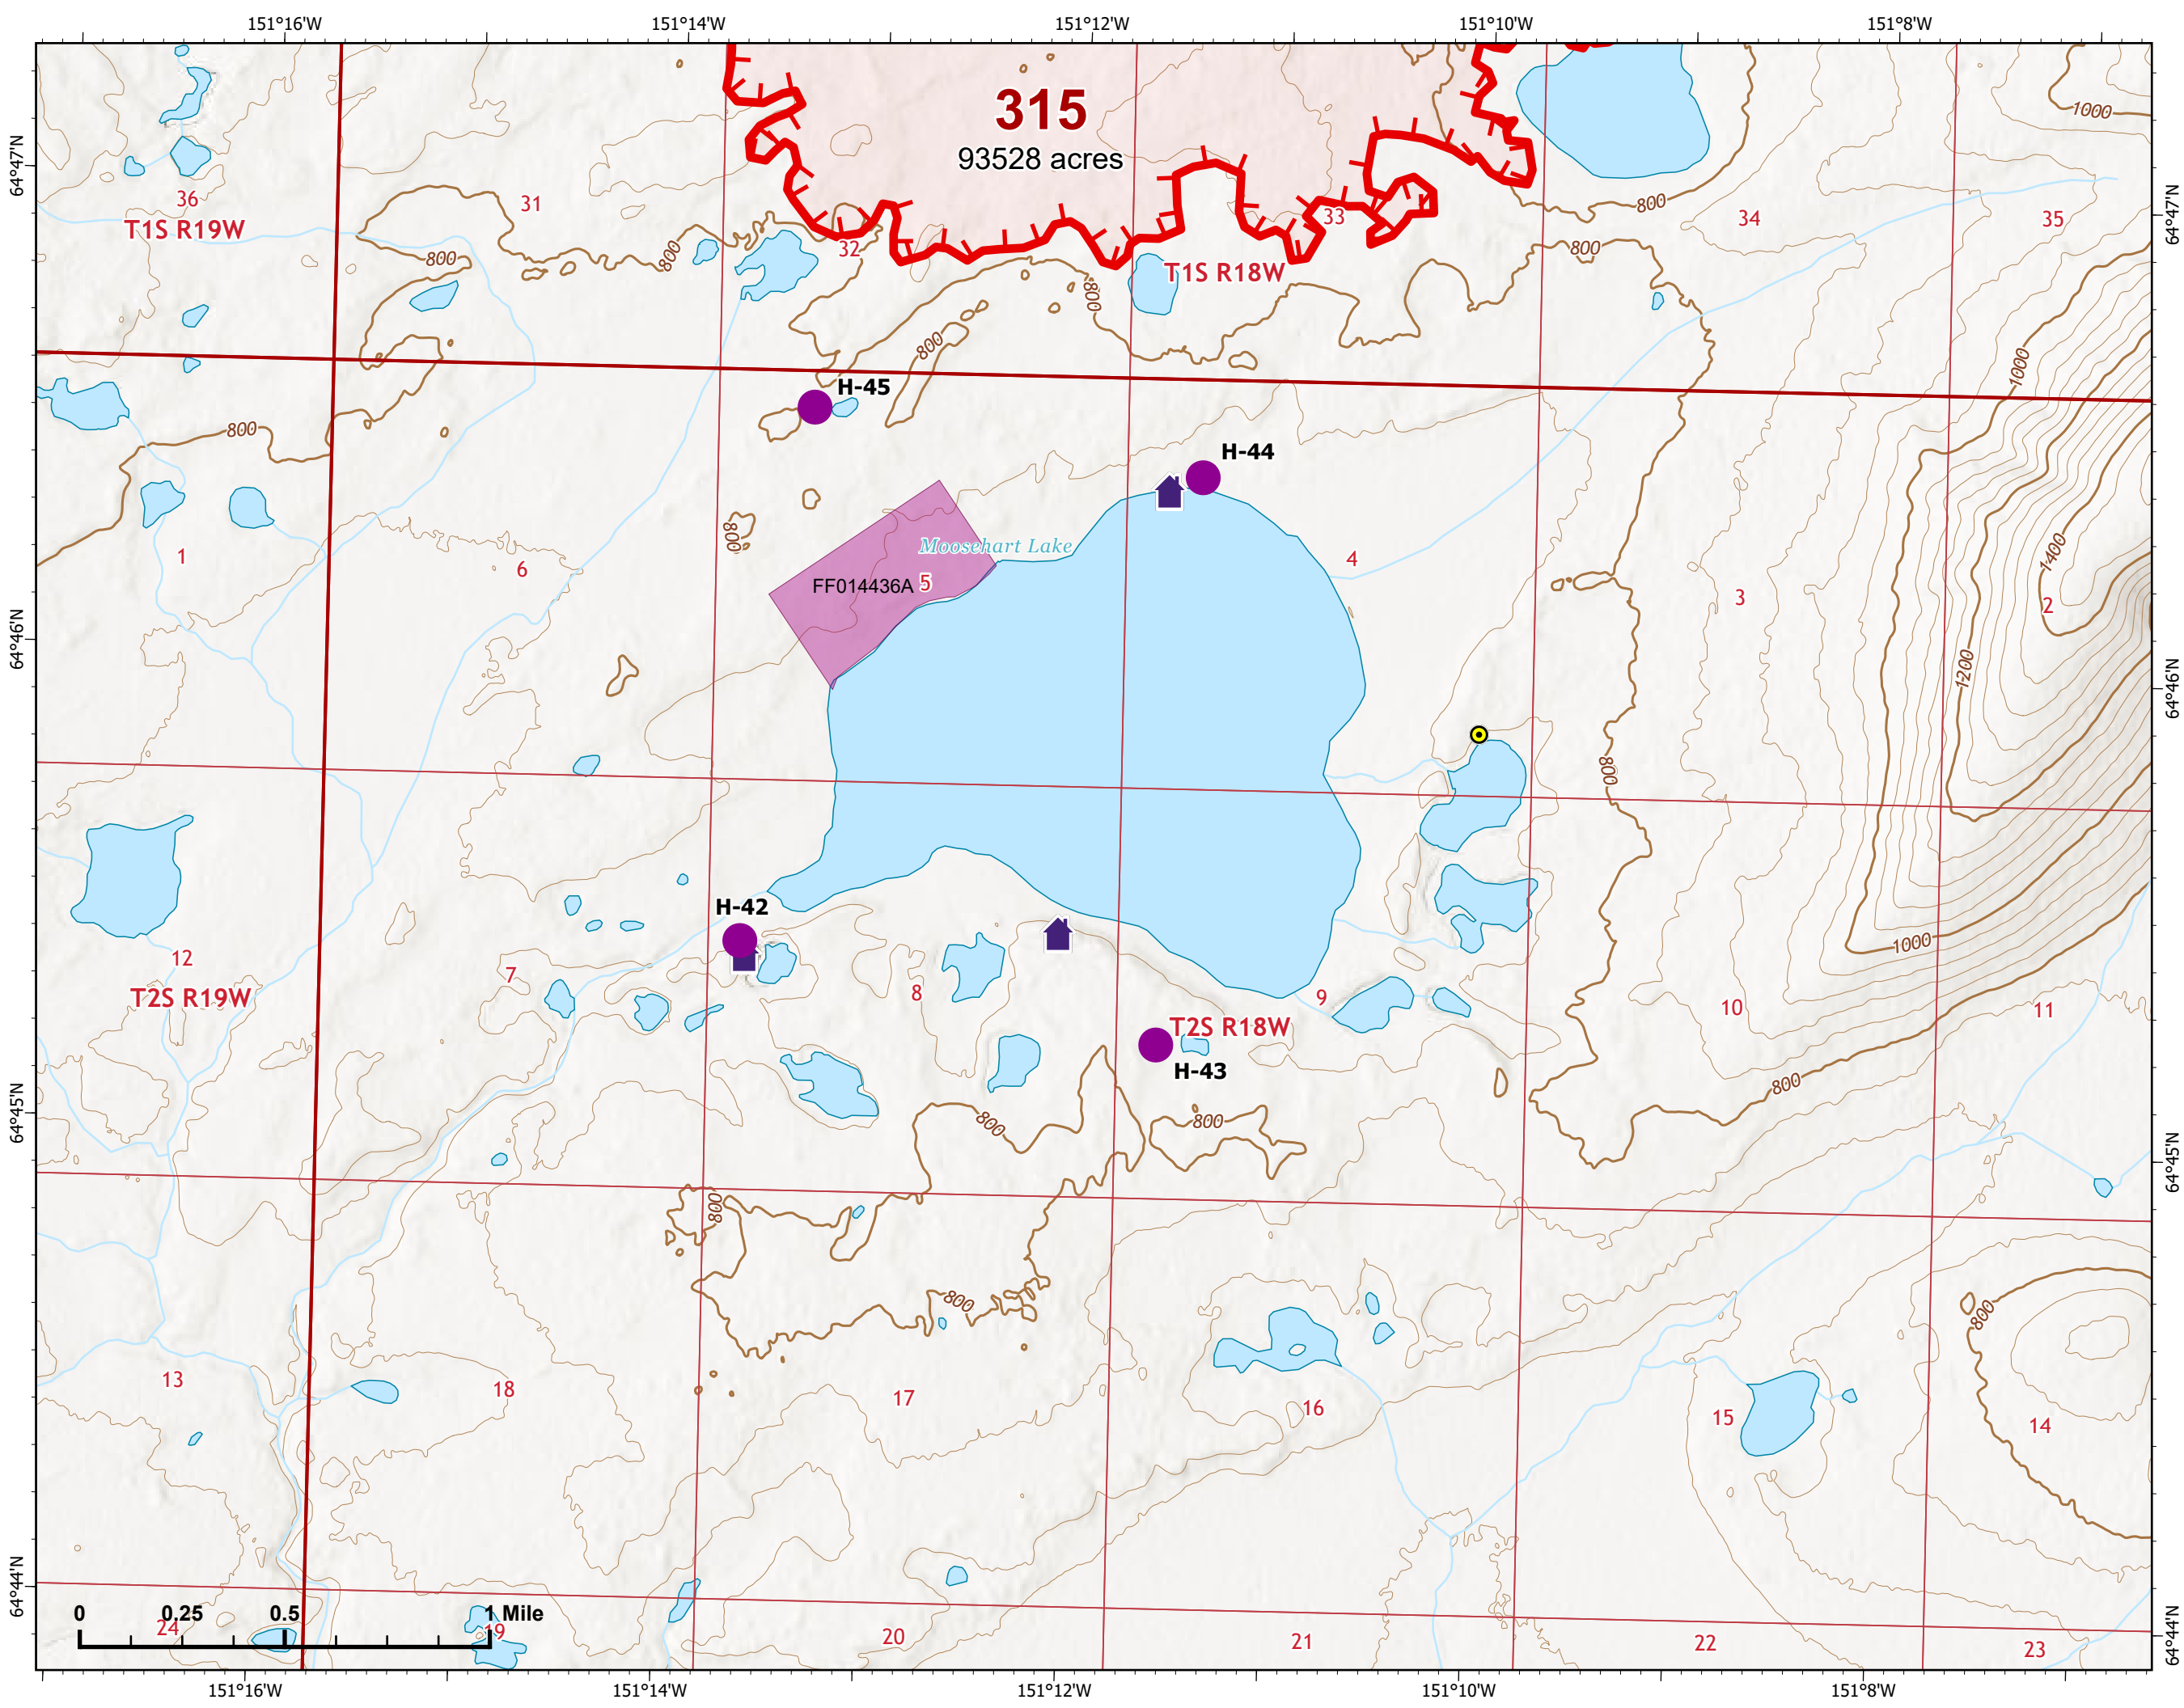 151°16'W
151°14'W
151°12'W
151°10'W
151°8'W
64°47'N
64°47'N
315
93528 acres
1000
36
T1S R19W
31
32
33
34
35
800
800
800
800
800
T1S R18W
800
800
1000
H-45
800
H-44
800
1400
Moosehart Lake
1
6
FF014436A
5
4
3
2
64°46'N
64°46'N
1200
800
H-42
1000
12
7
8
9
10
11
T2S R19W
T2S R18W
H-43
800
64°45'N
64°45'N
800
800
800
800
800
13
18
17
16
15
14
64°44'N
64°44'N
0
0.25
0.5
1 Mile
24
19
20
21
22
23
151°16'W
151°14'W
151°12'W
151°10'W
151°8'W